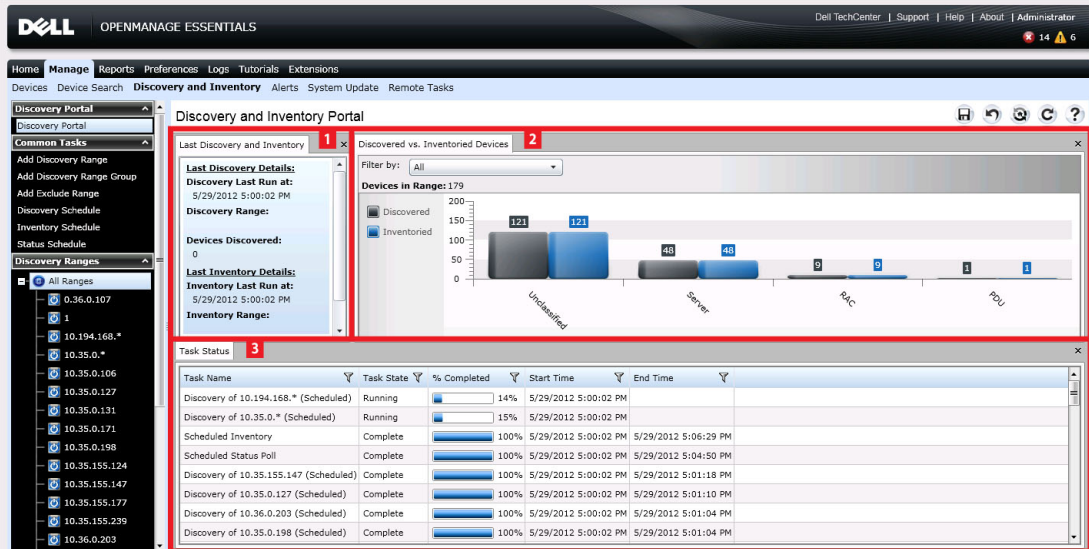 DELL OPENMANAGE ESSENTIALS
Dell TechCenter | Support | Help | About | Administrator
14 6
Home Manage Reports Preferences Logs Tutorials Extensions
Devices Device Search Discovery and Inventory Alerts System Update Remote Tasks
Discovery Portal
Discovery Portal
Common Tasks
Add Discovery Range
Add Discovery Range Group
Add Exclude Range
Discovery Schedule
Inventory Schedule
Status Schedule
Discovery Ranges
All Ranges
0.36.0.107
1
10.194.168.*
10.35.0.*
10.35.0.106
10.35.0.127
10.35.0.131
10.35.0.171
10.35.0.198
10.35.155.124
10.35.155.147
10.35.155.177
10.35.155.239
10.36.0.203
Discovery and Inventory Portal
?
Last Discovery and Inventory 1 x
Last Discovery Details:
Discovery Last Run at:
5/29/2012 5:00:02 PM
Discovery Range:
Devices Discovered:
0
Last Inventory Details:
Inventory Last Run at:
5/29/2012 5:00:02 PM
Inventory Range:
Discovered vs. Inventoried Devices 2 x
Filter by: All
Devices in Range: 179
Discovered
Inventoried
200
150
100
50
0
121 121
48 48
9 9
1 1
Unclassified
Server
RAC
PDU
Task Status 3 x
Task Name Task State % Completed Start Time End Time
Discovery of 10.194.168.* (Scheduled) Running 14% 5/29/2012 5:00:02 PM
Discovery of 10.35.0.* (Scheduled) Running 15% 5/29/2012 5:00:02 PM
Scheduled Inventory Complete 100% 5/29/2012 5:00:02 PM 5/29/2012 5:06:29 PM
Scheduled Status Poll Complete 100% 5/29/2012 5:00:02 PM 5/29/2012 5:04:50 PM
Discovery of 10.35.155.147 (Scheduled) Complete 100% 5/29/2012 5:00:02 PM 5/29/2012 5:01:18 PM
Discovery of 10.35.0.127 (Scheduled) Complete 100% 5/29/2012 5:00:02 PM 5/29/2012 5:01:10 PM
Discovery of 10.36.0.203 (Scheduled) Complete 100% 5/29/2012 5:00:02 PM 5/29/2012 5:01:04 PM
Discovery of 10.35.0.198 (Scheduled) Complete 100% 5/29/2012 5:00:02 PM 5/29/2012 5:01:04 PM